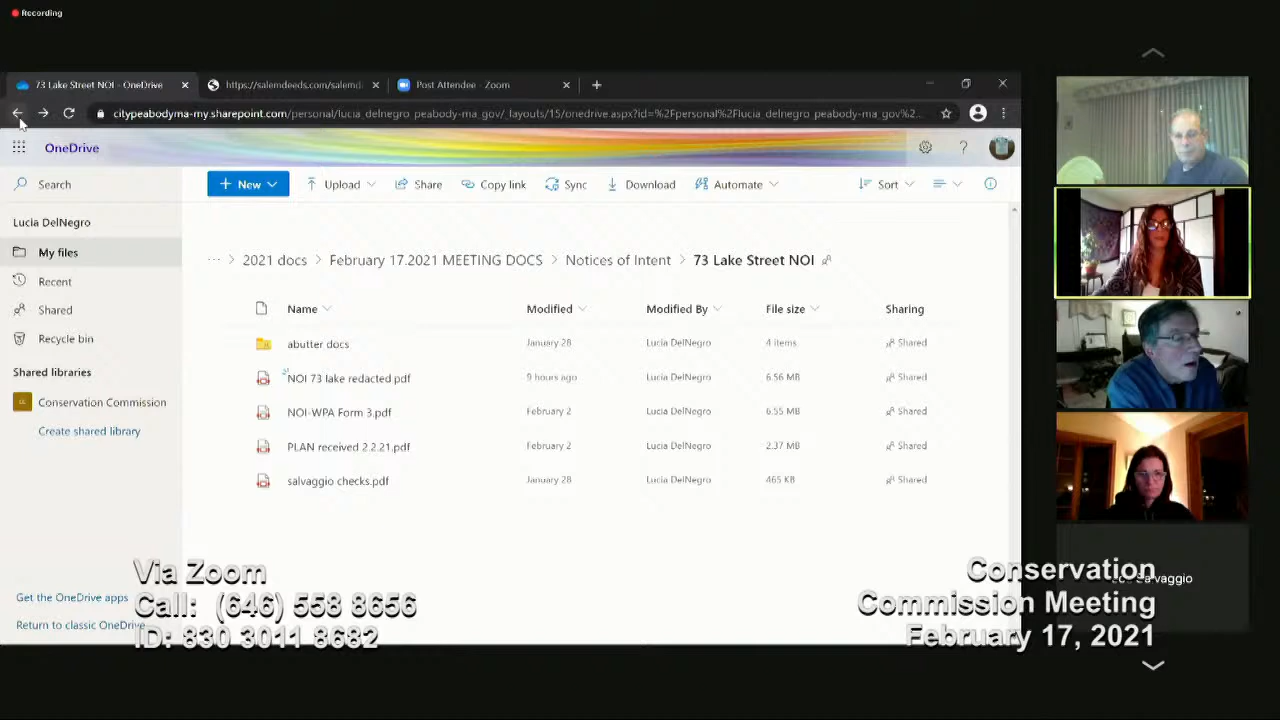 Recording
73 Lake Street NOI - OneDrive
https://salemdeeds.com/salemd
Post Attendee - Zoom
citypeabodyma-my.sharepoint.com/personal/lucia_delnegro_peabody-ma_gov/_layouts/15/onedrive.aspx?id=%2Fpersonal%2Flucia_delnegro_peabody-ma_gov%2...
OneDrive
Search
New
Upload
Share
Copy link
Sync
Download
Automate
Sort
Lucia DelNegro
My files
Recent
Shared
Recycle bin
Shared libraries
Conservation Commission
Create shared library
Get the OneDrive apps
Return to classic OneDrive
... > 2021 docs > February 17.2021 MEETING DOCS > Notices of Intent > 73 Lake Street NOI
Name Modified Modified By File size Sharing
abutter docs January 28 Lucia DelNegro 4 items Shared
NOI 73 lake redacted.pdf 9 hours ago Lucia DelNegro 6.56 MB Shared
NOI-WPA Form 3.pdf February 2 Lucia DelNegro 6.55 MB Shared
PLAN received 2.2.21.pdf February 2 Lucia DelNegro 2.37 MB Shared
salvaggio checks.pdf January 28 Lucia DelNegro 465 KB Shared
Via Zoom
Call: (646) 558 8656
ID: 830 3011 8682
Conservation
Commission Meeting
February 17, 2021